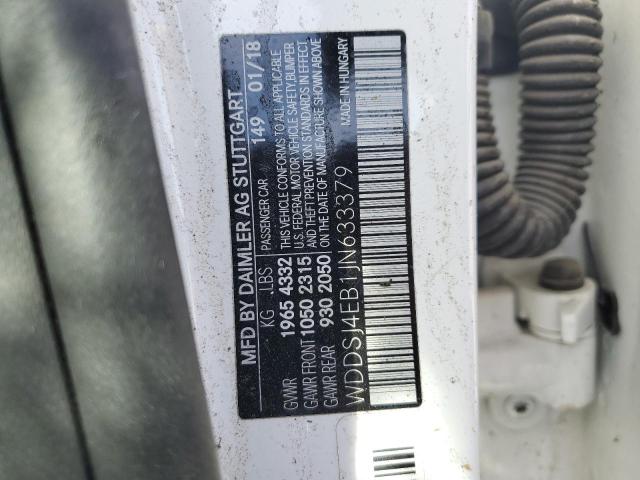 MFD BY DAIMLER AG STUTTGART
149 01/18
KG LBS PASSENGER CAR
GVWR 1965 4332 THIS VEHICLE CONFORMS TO ALL APPLICABLE
GAWR FRONT 1050 2315 U.S. FEDERAL MOTOR VEHICLE SAFETY, BUMPER
AND THEFT PREVENTION STANDARDS IN EFFECT
GAWR REAR 930 2050 ON THE DATE OF MANUFACTURE SHOWN ABOVE
MADE IN HUNGARY
WDDSJ4EB1JN633379